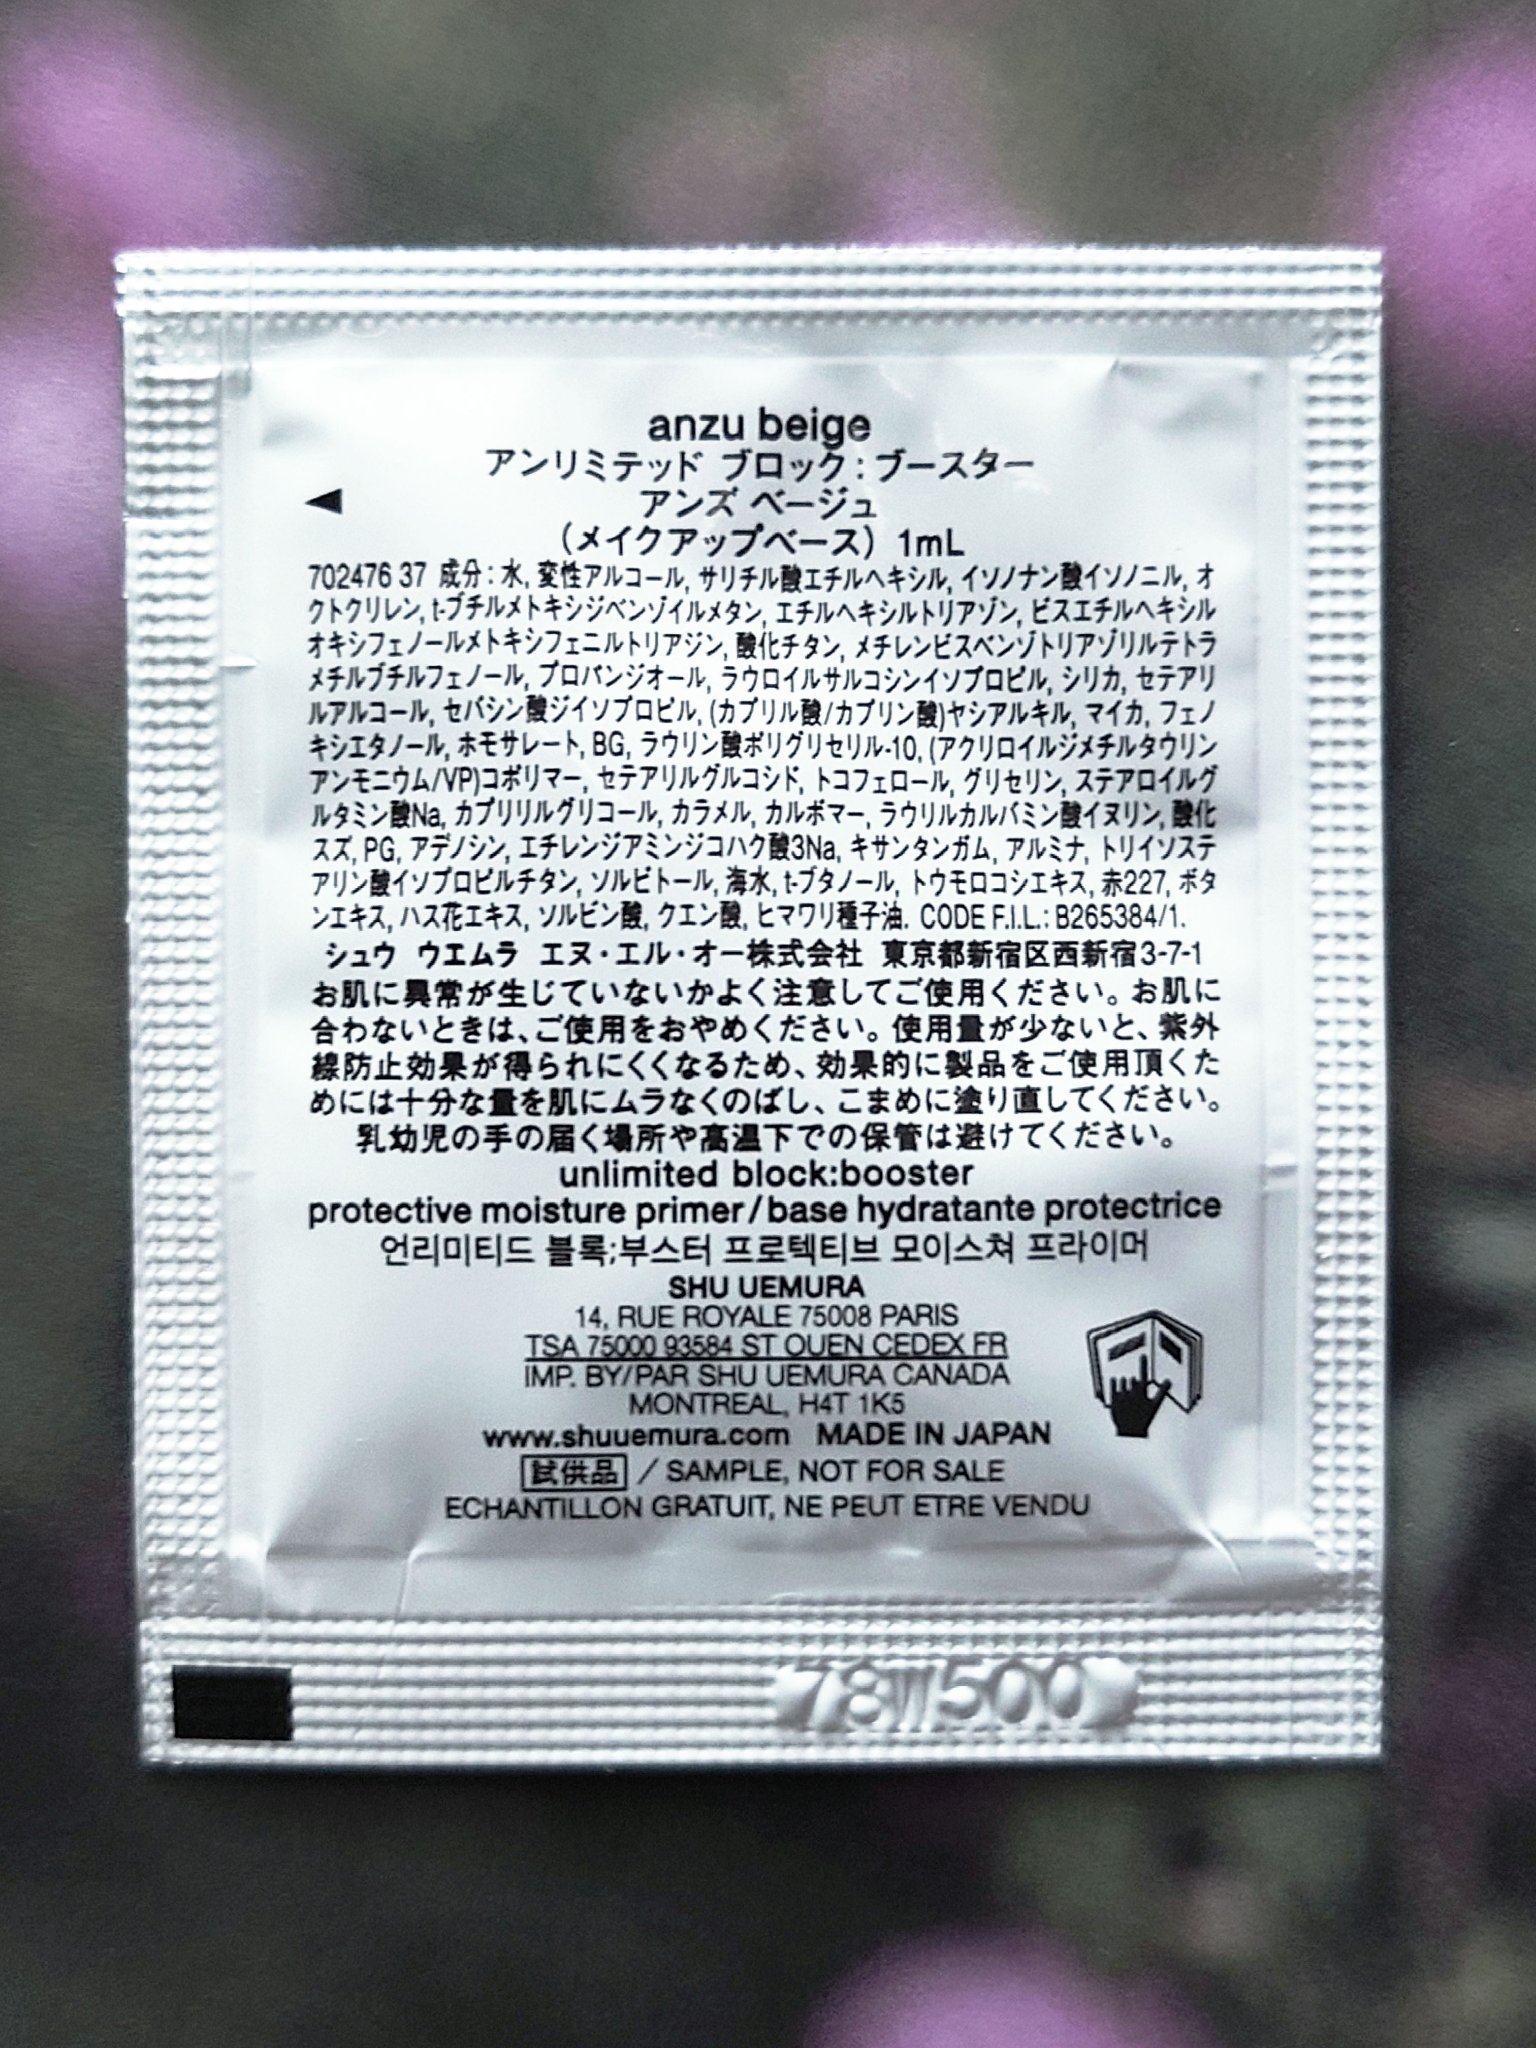 anzu beige
アンリミテッド ブロック:ブースター
アンズ ベージュ
(メイクアップベース) 1mL
702476 37 成分:水, 変性アルコール, サリチル酸エチルヘキシル, イソノナン酸イソノニル, オ
クトクリレン, t-ブチルメトキシジベンゾイルメタン, エチルヘキシルトリアゾン, ビスエチルヘキシル
オキシフェノールメトキシフェニルトリアジン, 酸化チタン, メチレンビスベンゾトリアゾリルテトラ
メチルブチルフェノール, プロパンジオール, ラウロイルサルコシンイソプロピル, シリカ, セテアリ
ルアルコール, セバシン酸ジイソプロピル, (カプリル酸/カプリン酸)ヤシアルキル, マイカ, フェノ
キシエタノール, ホモサレート, BG, ラウリン酸ポリグリセリル-10, (アクリロイルジメチルタウリン
アンモニウム/VP)コポリマー, セテアリルグルコシド, トコフェロール, グリセリン, ステアロイルグ
ルタミン酸Na, カプリリルグリコール, カラメル, カルボマー, ラウリルカルバミン酸イヌリン, 酸化
スズ, PG, アデノシン, エチレンジアミンジコハク酸3Na, キサンタンガム, アルミナ, トリイソステ
アリン酸イソプロピルチタン, ソルビトール, 海水, t-ブタノール, トウモロコシエキス, 赤227, ボタ
ンエキス, ハス花エキス, ソルビン酸, クエン酸, ヒマワリ種子油. CODE F.I.L.: B265384/1.
シュウ ウエムラ エヌ・エル・オー株式会社 東京都新宿区西新宿3-7-1
お肌に異常が生じていないかよく注意してご使用ください。お肌に
合わないときは、ご使用をおやめください。使用量が少ないと、紫外
線防止効果が得られにくくなるため、効果的に製品をご使用頂くた
めには十分な量を肌にムラなくのばし、こまめに塗り直してください。
乳幼児の手の届く場所や高温下での保管は避けてください。
unlimited block:booster
protective moisture primer/base hydratante protectrice
언리미티드 블록;부스터 프로텍티브 모이스쳐 프라이머
SHU UEMURA
14, RUE ROYALE 75008 PARIS
TSA 75000 93584 ST OUEN CEDEX FR
IMP. BY/PAR SHU UEMURA CANADA
MONTREAL, H4T 1K5
www.shuuemura.com MADE IN JAPAN
試供品 / SAMPLE, NOT FOR SALE
ECHANTILLON GRATUIT, NE PEUT ETRE VENDU